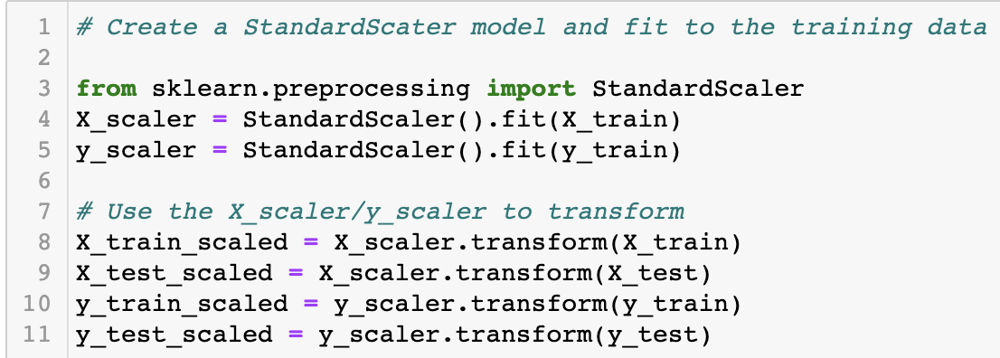 1 # Create a StandardScater model and fit to the training data
2
3 from sklearn.preprocessing import StandardScaler
4 X_scaler = StandardScaler().fit(X_train)
5 y_scaler = StandardScaler().fit(y_train)
6
7 # Use the X_scaler/y_scaler to transform
8 X_train_scaled = X_scaler.transform(X_train)
9 X_test_scaled = X_scaler.transform(X_test)
10 y_train_scaled = y_scaler.transform(y_train)
11 y_test_scaled = y_scaler.transform(y_test)